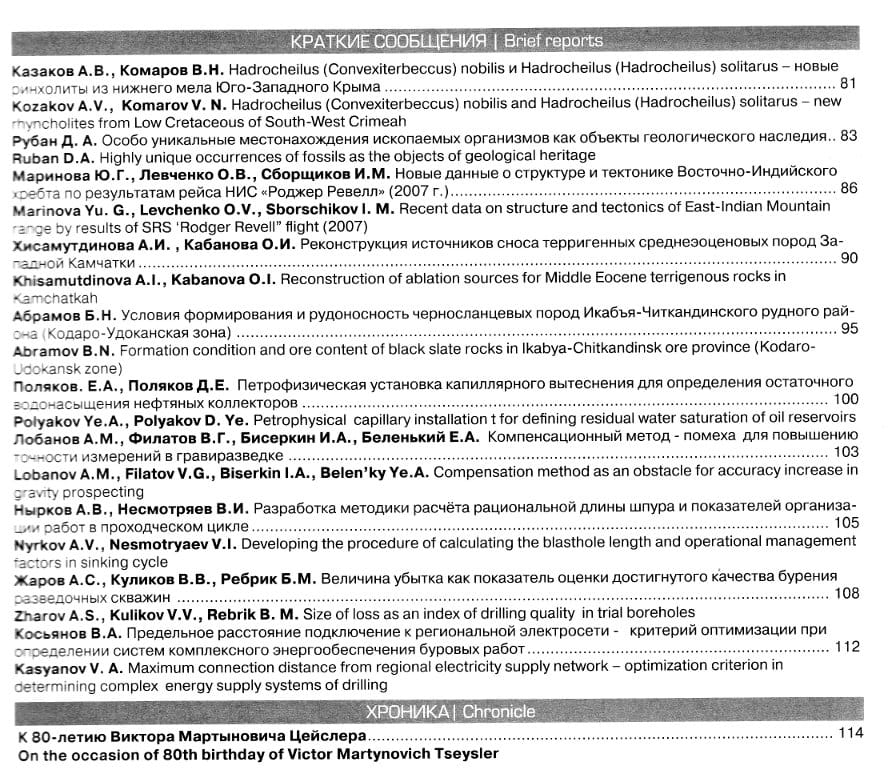 КРАТКИЕ СООБЩЕНИЯ | Brief reports
Казаков А.В., Комаров В.Н. Hadrocheilus (Convexiterbeccus) nobilis и Hadrocheilus (Hadrocheilus) solitarus – новые
ринхолиты из нижнего мела Юго-Западного Крыма ........ 81
Kozakov A.V., Komarov V. N. Hadrocheilus (Convexiterbeccus) nobilis and Hadrocheilus (Hadrocheilus) solitarus – new
rhyncholites from Low Cretaceous of South-West Crimeah
Рубан Д. А. Особо уникальные местонахождения ископаемых организмов как объекты геологического наследия.. 83
Ruban D.A. Highly unique occurrences of fossils as the objects of geological heritage
Маринова Ю.Г., Левченко О.В., Сборщиков И.М. Новые данные о структуре и тектонике Восточно-Индийского
хребта по результатам рейса НИС «Роджер Ревелл» (2007 г.)........ 86
Marinova Yu. G., Levchenko O.V., Sborschikov I. M. Recent data on structure and tectonics of East-Indian Mountain
range by results of SRS ‘Rodger Revell” flight (2007)
Хисамутдинова А.И. , Кабанова О.И. Реконструкция источников сноса терригенных среднеэоценовых пород За-
падной Камчатки ........ 90
Khisamutdinova A.I., Kabanova O.I. Reconstruction of ablation sources for Middle Eocene terrigenous rocks in
Kamchatkah
Абрамов Б.Н. Условия формирования и рудоносность черносланцевых пород Икабья-Читкандинского рудного рай-
она (Кодаро-Удоканская зона) ........ 95
Abramov B.N. Formation condition and ore content of black slate rocks in Ikabya-Chitkandinsk ore province (Kodaro-
Udokansk zone)
Поляков. Е.А., Поляков Д.Е. Петрофизическая установка капиллярного вытеснения для определения остаточного
водонасыщения нефтяных коллекторов ........ 100
Polyakov Ye.A., Polyakov D. Ye. Petrophysical capillary installation t for defining residual water saturation of oil reservoirs
Лобанов А.М., Филатов В.Г., Бисеркин И.А., Беленький Е.А. Компенсационный метод - помеха для повышению
точности измерений в гравиразведке ........ 103
Lobanov A.M., Filatov V.G., Biserkin I.A., Belen'ky Ye.A. Compensation method as an obstacle for accuracy increase in
gravity prospecting
Нырков А.В., Несмотряев В.И. Разработка методики расчёта рациональной длины шпура и показателей организа-
ции работ в проходческом цикле ........ 105
Nyrkov A.V., Nesmotryaev V.I. Developing the procedure of calculating the blasthole length and operational management
factors in sinking cycle
Жаров А.С., Куликов В.В., Ребрик Б.М. Величина убытка как показатель оценки достигнутого качества бурения
разведочных скважин ........ 108
Zharov A.S., Kulikov V.V., Rebrik B. M. Size of loss as an index of drilling quality in trial boreholes
Косьянов В.А. Предельное расстояние подключение к региональной электросети - критерий оптимизации при
определении систем комплексного энергообеспечения буровых работ ........ 112
Kasyanov V. A. Maximum connection distance from regional electricity supply network – optimization criterion in
determining complex energy supply systems of drilling
ХРОНИКА| Chronicle
К 80-летию Виктора Мартыновича Цейслера ........ 114
On the occasion of 80th birthday of Victor Martynovich Tseysler